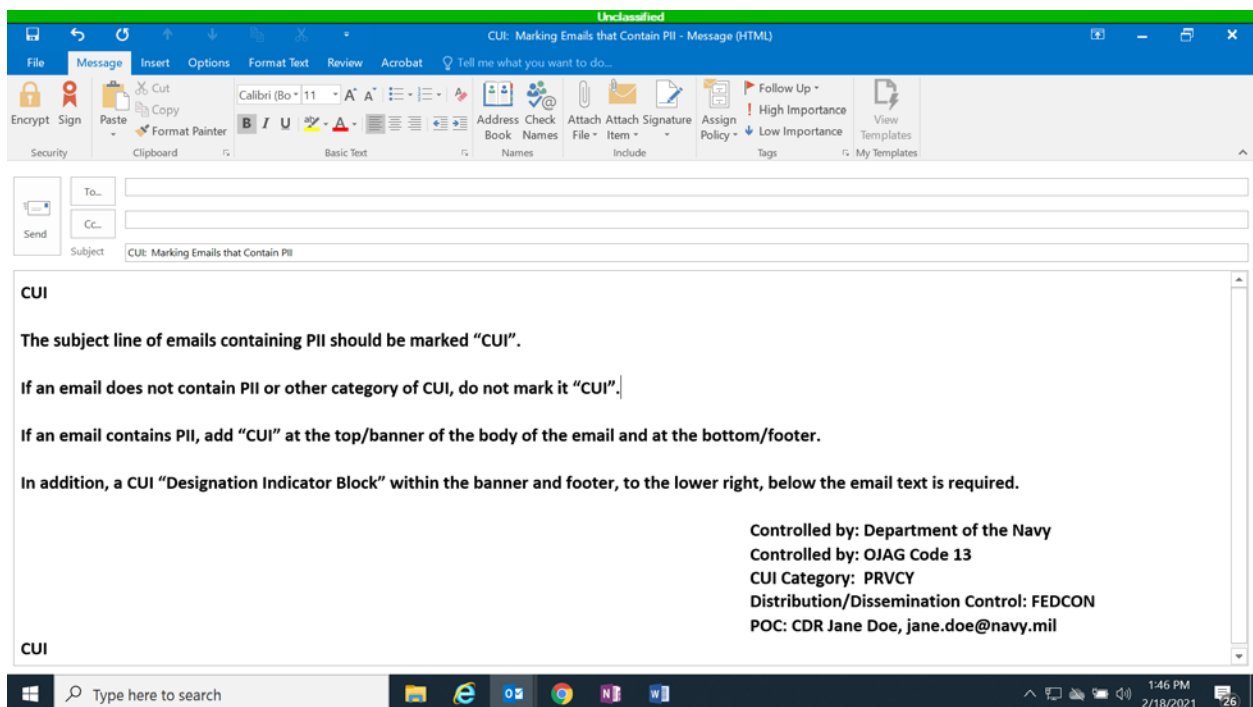 Unclassified
CUI: Marking Emails that Contain PII - Message (HTML)
File Message Insert Options Format Text Review Acrobat Tell me what you want to do...
Encrypt Sign Paste Cut Copy Format Painter
Calibri (Bo 11
B I U
Address Book Check Names
Attach File Attach Item Signature
Assign Policy Follow Up High Importance Low Importance
View Templates
Security Clipboard Basic Text Names Include Tags My Templates
Send
To...
Cc...
Subject CUI: Marking Emails that Contain PII
CUI
The subject line of emails containing PII should be marked “CUI”.
If an email does not contain PII or other category of CUI, do not mark it “CUI”.
If an email contains PII, add “CUI” at the top/banner of the body of the email and at the bottom/footer.
In addition, a CUI “Designation Indicator Block” within the banner and footer, to the lower right, below the email text is required.
Controlled by: Department of the Navy
Controlled by: OJAG Code 13
CUI Category: PRVCY
Distribution/Dissemination Control: FEDCON
POC: CDR Jane Doe, jane.doe@navy.mil
CUI
Type here to search
1:46 PM
2/18/2021
26